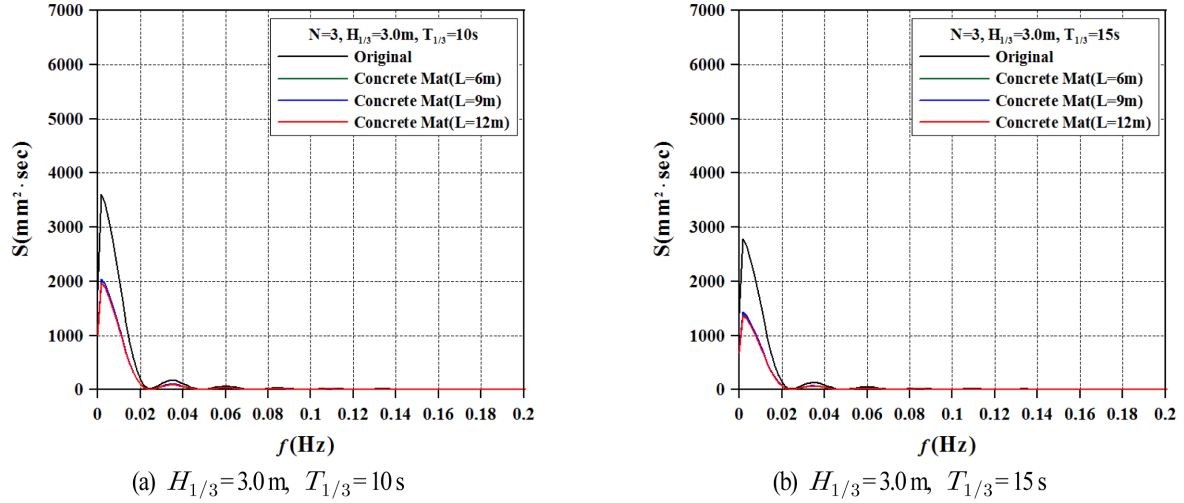 7000
6000
5000
4000
3000
2000
1000
0
S(mm²·sec)
N=3, H1/3=3.0m, T1/3=10s
Original
Concrete Mat(L=6m)
Concrete Mat(L=9m)
Concrete Mat(L=12m)
0 0.02 0.04 0.06 0.08 0.1 0.12 0.14 0.16 0.18 0.2
f(Hz)
(a) H1/3=3.0m, T1/3=10s
7000
6000
5000
4000
3000
2000
1000
0
S(mm²·sec)
N=3, H1/3=3.0m, T1/3=15s
Original
Concrete Mat(L=6m)
Concrete Mat(L=9m)
Concrete Mat(L=12m)
0 0.02 0.04 0.06 0.08 0.1 0.12 0.14 0.16 0.18 0.2
f(Hz)
(b) H1/3=3.0m, T1/3=15s